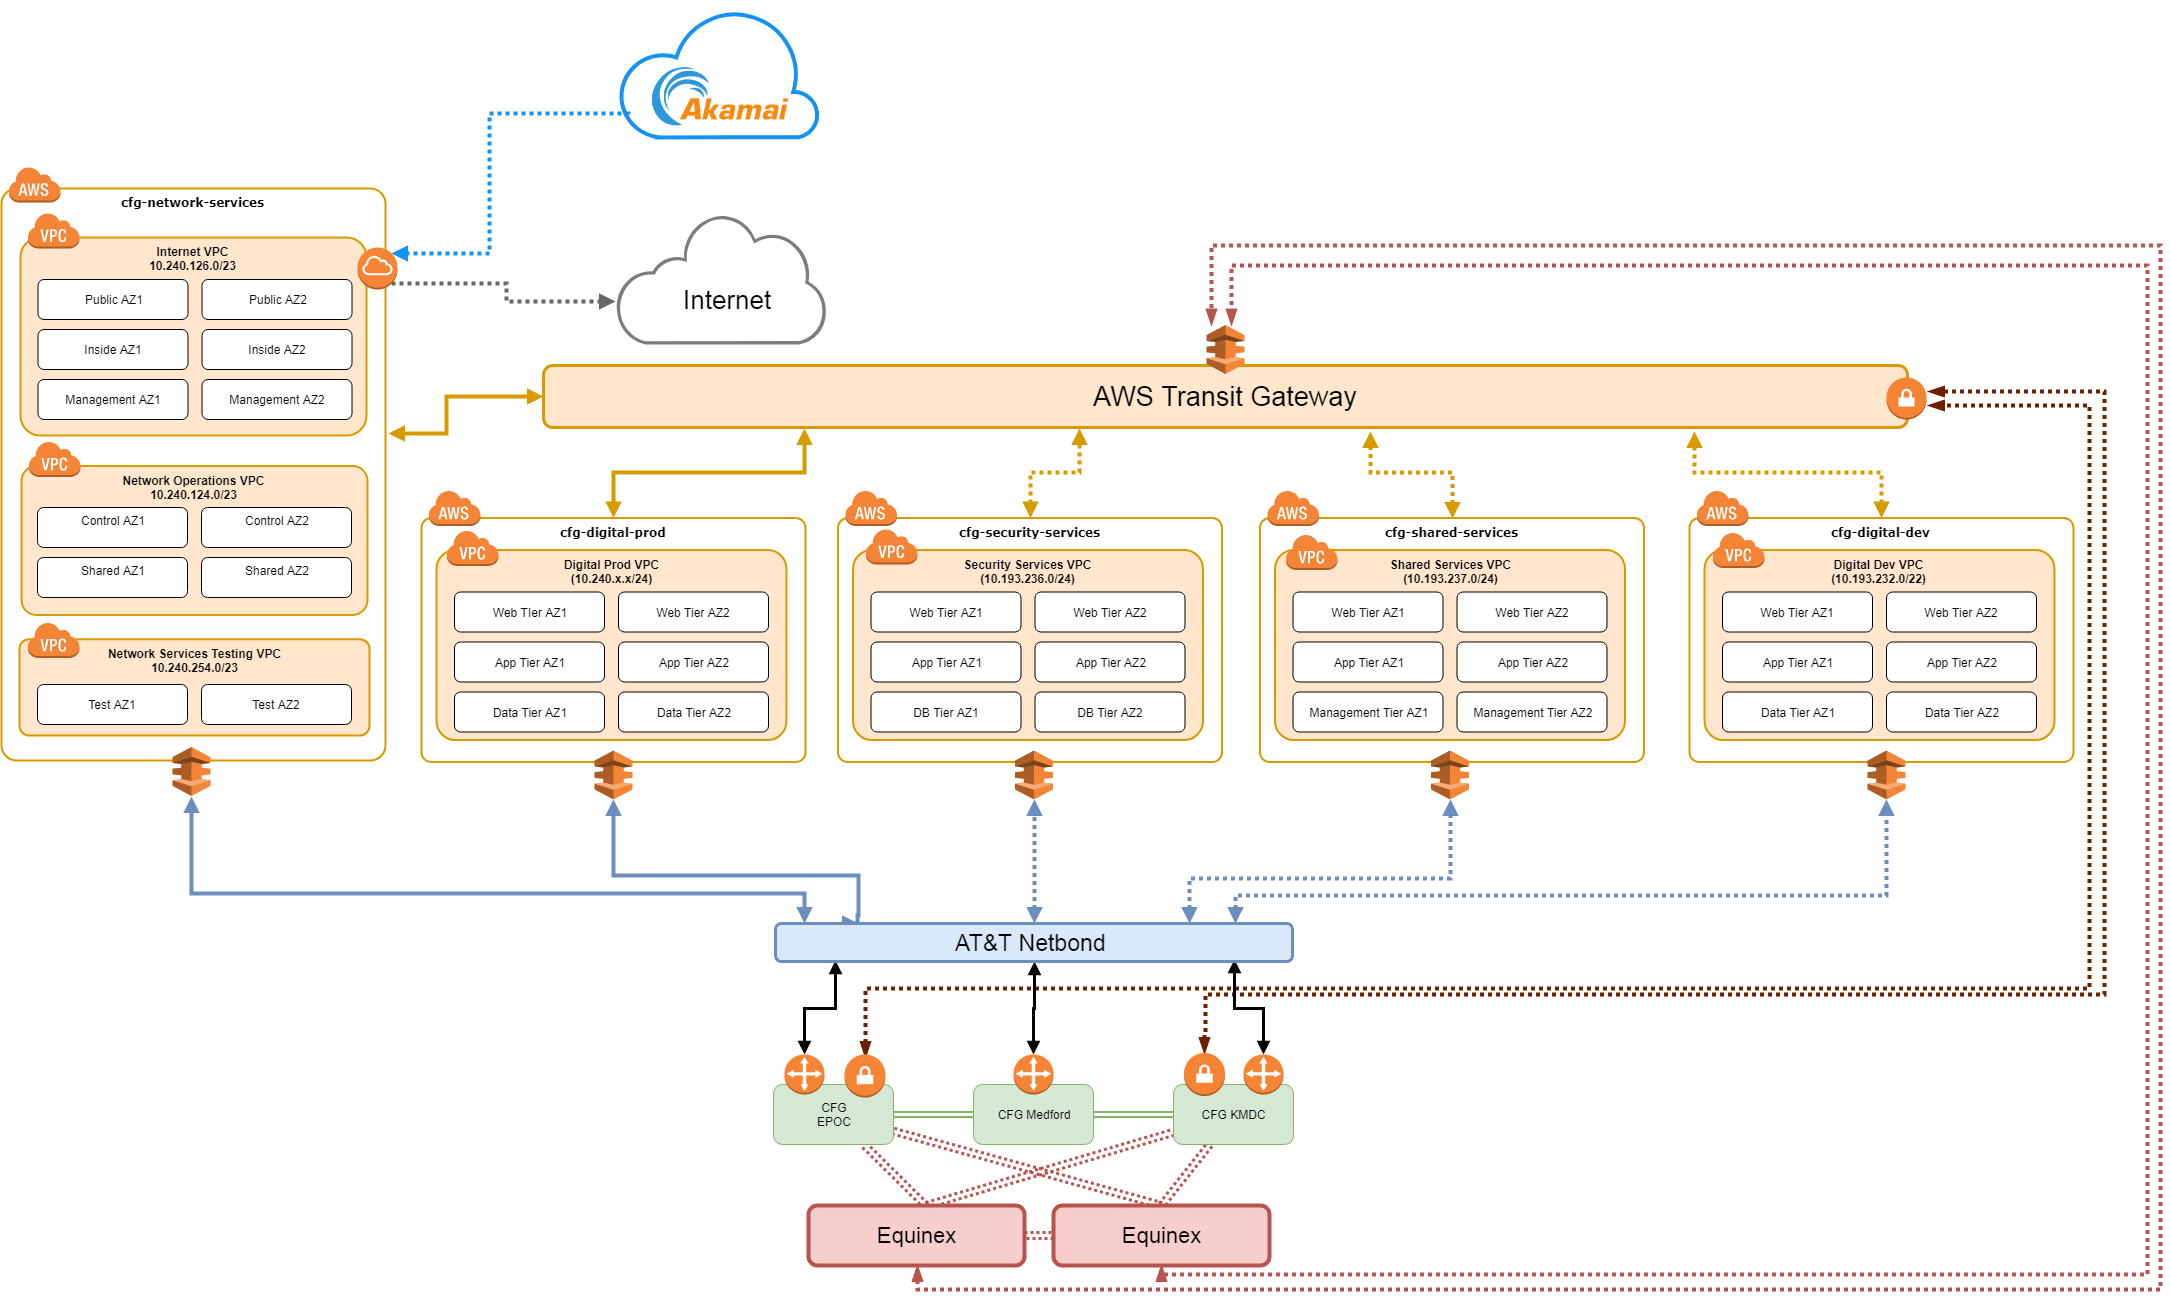 Akamai
AWS
cfg-network-services
VPC
Internet VPC
10.240.126.0/23
Public AZ1
Public AZ2
Inside AZ1
Inside AZ2
Management AZ1
Management AZ2
VPC
Network Operations VPC
10.240.124.0/23
Control AZ1
Control AZ2
Shared AZ1
Shared AZ2
VPC
Network Services Testing VPC
10.240.254.0/23
Test AZ1
Test AZ2
Internet
AWS Transit Gateway
AWS
cfg-digital-prod
VPC
Digital Prod VPC
(10.240.x.x/24)
Web TIer AZ1
Web Tier AZ2
App Tier AZ1
App Tier AZ2
Data Tier AZ1
Data Tier AZ2
AWS
cfg-security-services
VPC
Security Services VPC
(10.193.236.0/24)
Web Tier AZ1
Web Tier AZ2
App Tier AZ1
App Tier AZ2
DB Tier AZ1
DB Tier AZ2
AWS
cfg-shared-services
VPC
Shared Services VPC
(10.193.237.0/24)
Web Tier AZ1
Web Tier AZ2
App Tier AZ1
App Tier AZ2
Management Tier AZ1
Management Tier AZ2
AWS
cfg-digital-dev
VPC
Digital Dev VPC
(10.193.232.0/22)
Web Tier AZ1
Web Tier AZ2
App Tier AZ1
App Tier AZ2
Data Tier AZ1
Data Tier AZ2
AT&T Netbond
CFG
EPOC
CFG Medford
CFG KMDC
Equinex
Equinex